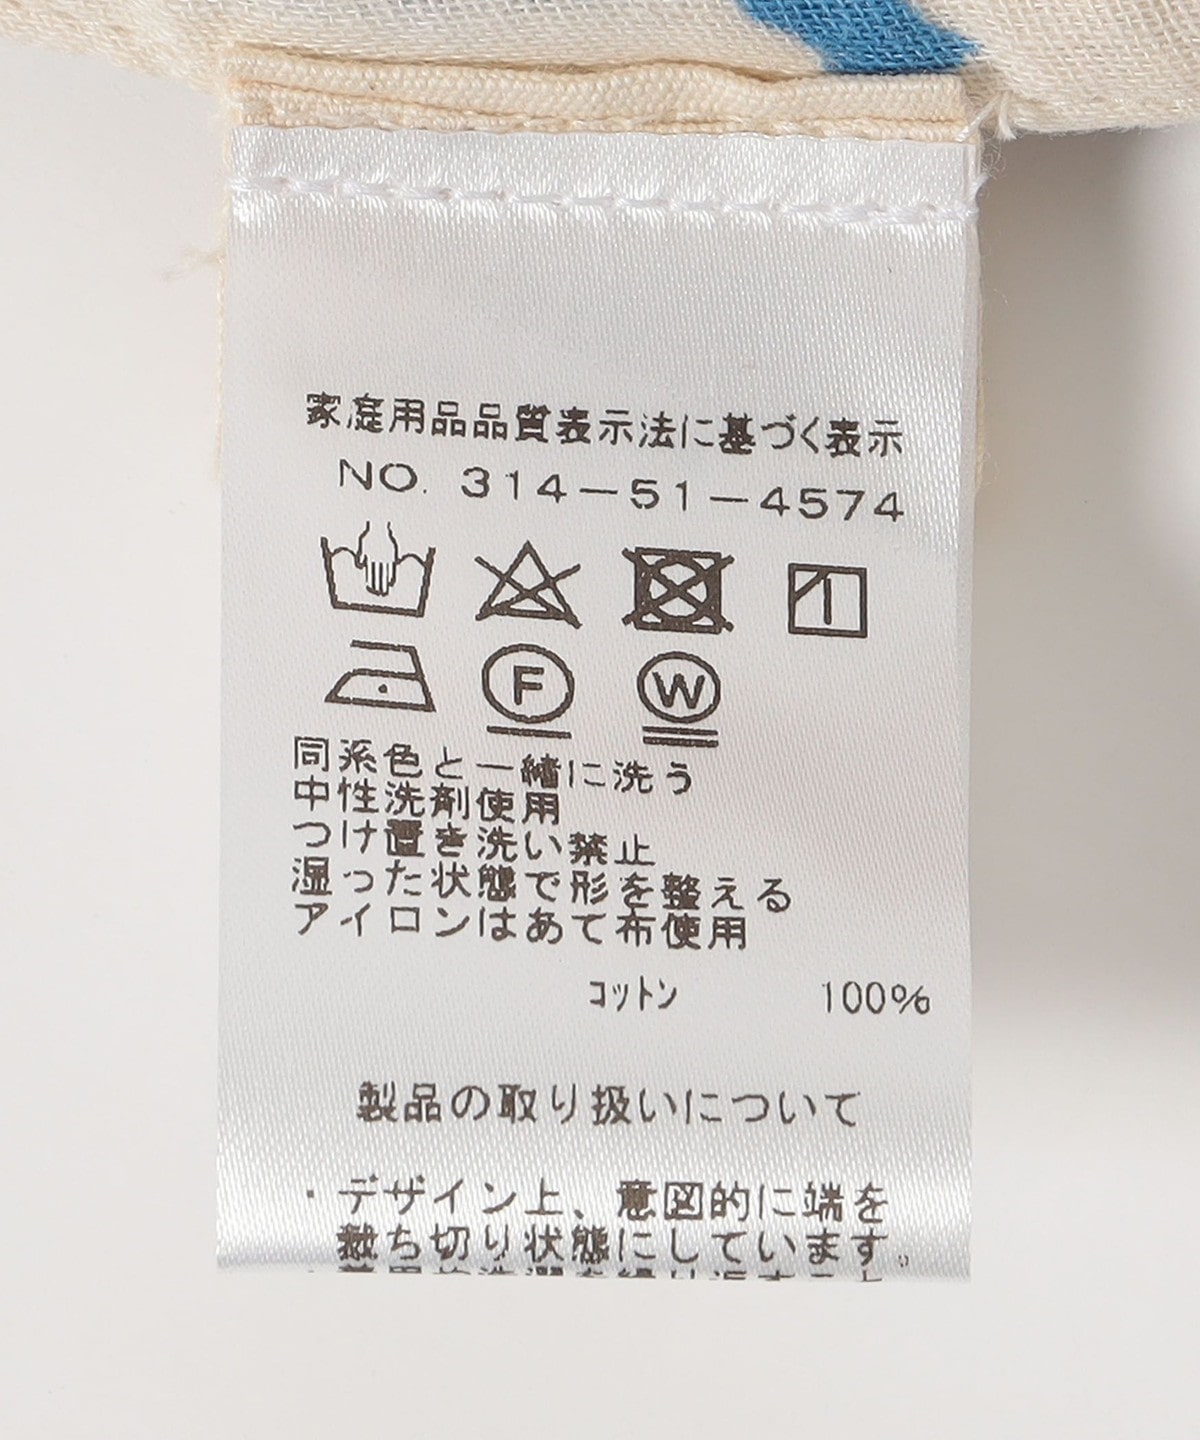 家庭用品品質表示法に基づく表示
NO. 314-51-4574
F W
同系色と一緒に洗う
中性洗剤使用
つけ置き洗い禁止
湿った状態で形を整える
アイロンはあて布使用
コットン 100%
製品の取り扱いについて
・デザイン上、意図的に端を
裁ち切り状態にしています。